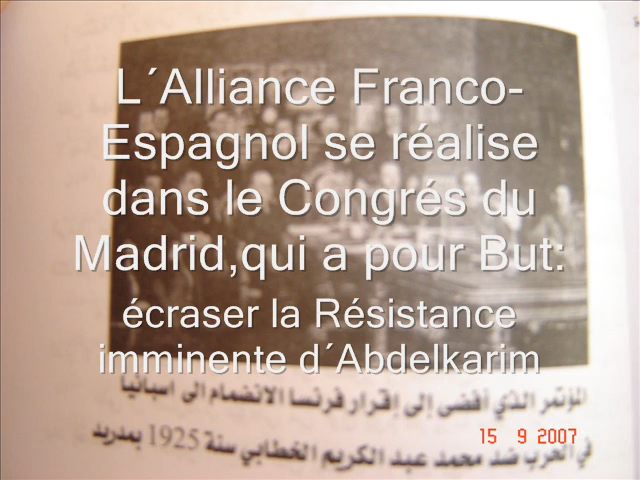 L´Alliance Franco-
Espagnol se réalise
dans le Congrés du
Madrid,qui a pour But:
écraser la Résistance
imminente d´Abdelkarim
المؤتمر الذي أفضى إلى إقرار فرنسا الانضمام الى اسبانيا
في الحرب ضد محمد عبد الكريم الخطابي سنة 1925 بمدريد
15 9 2007